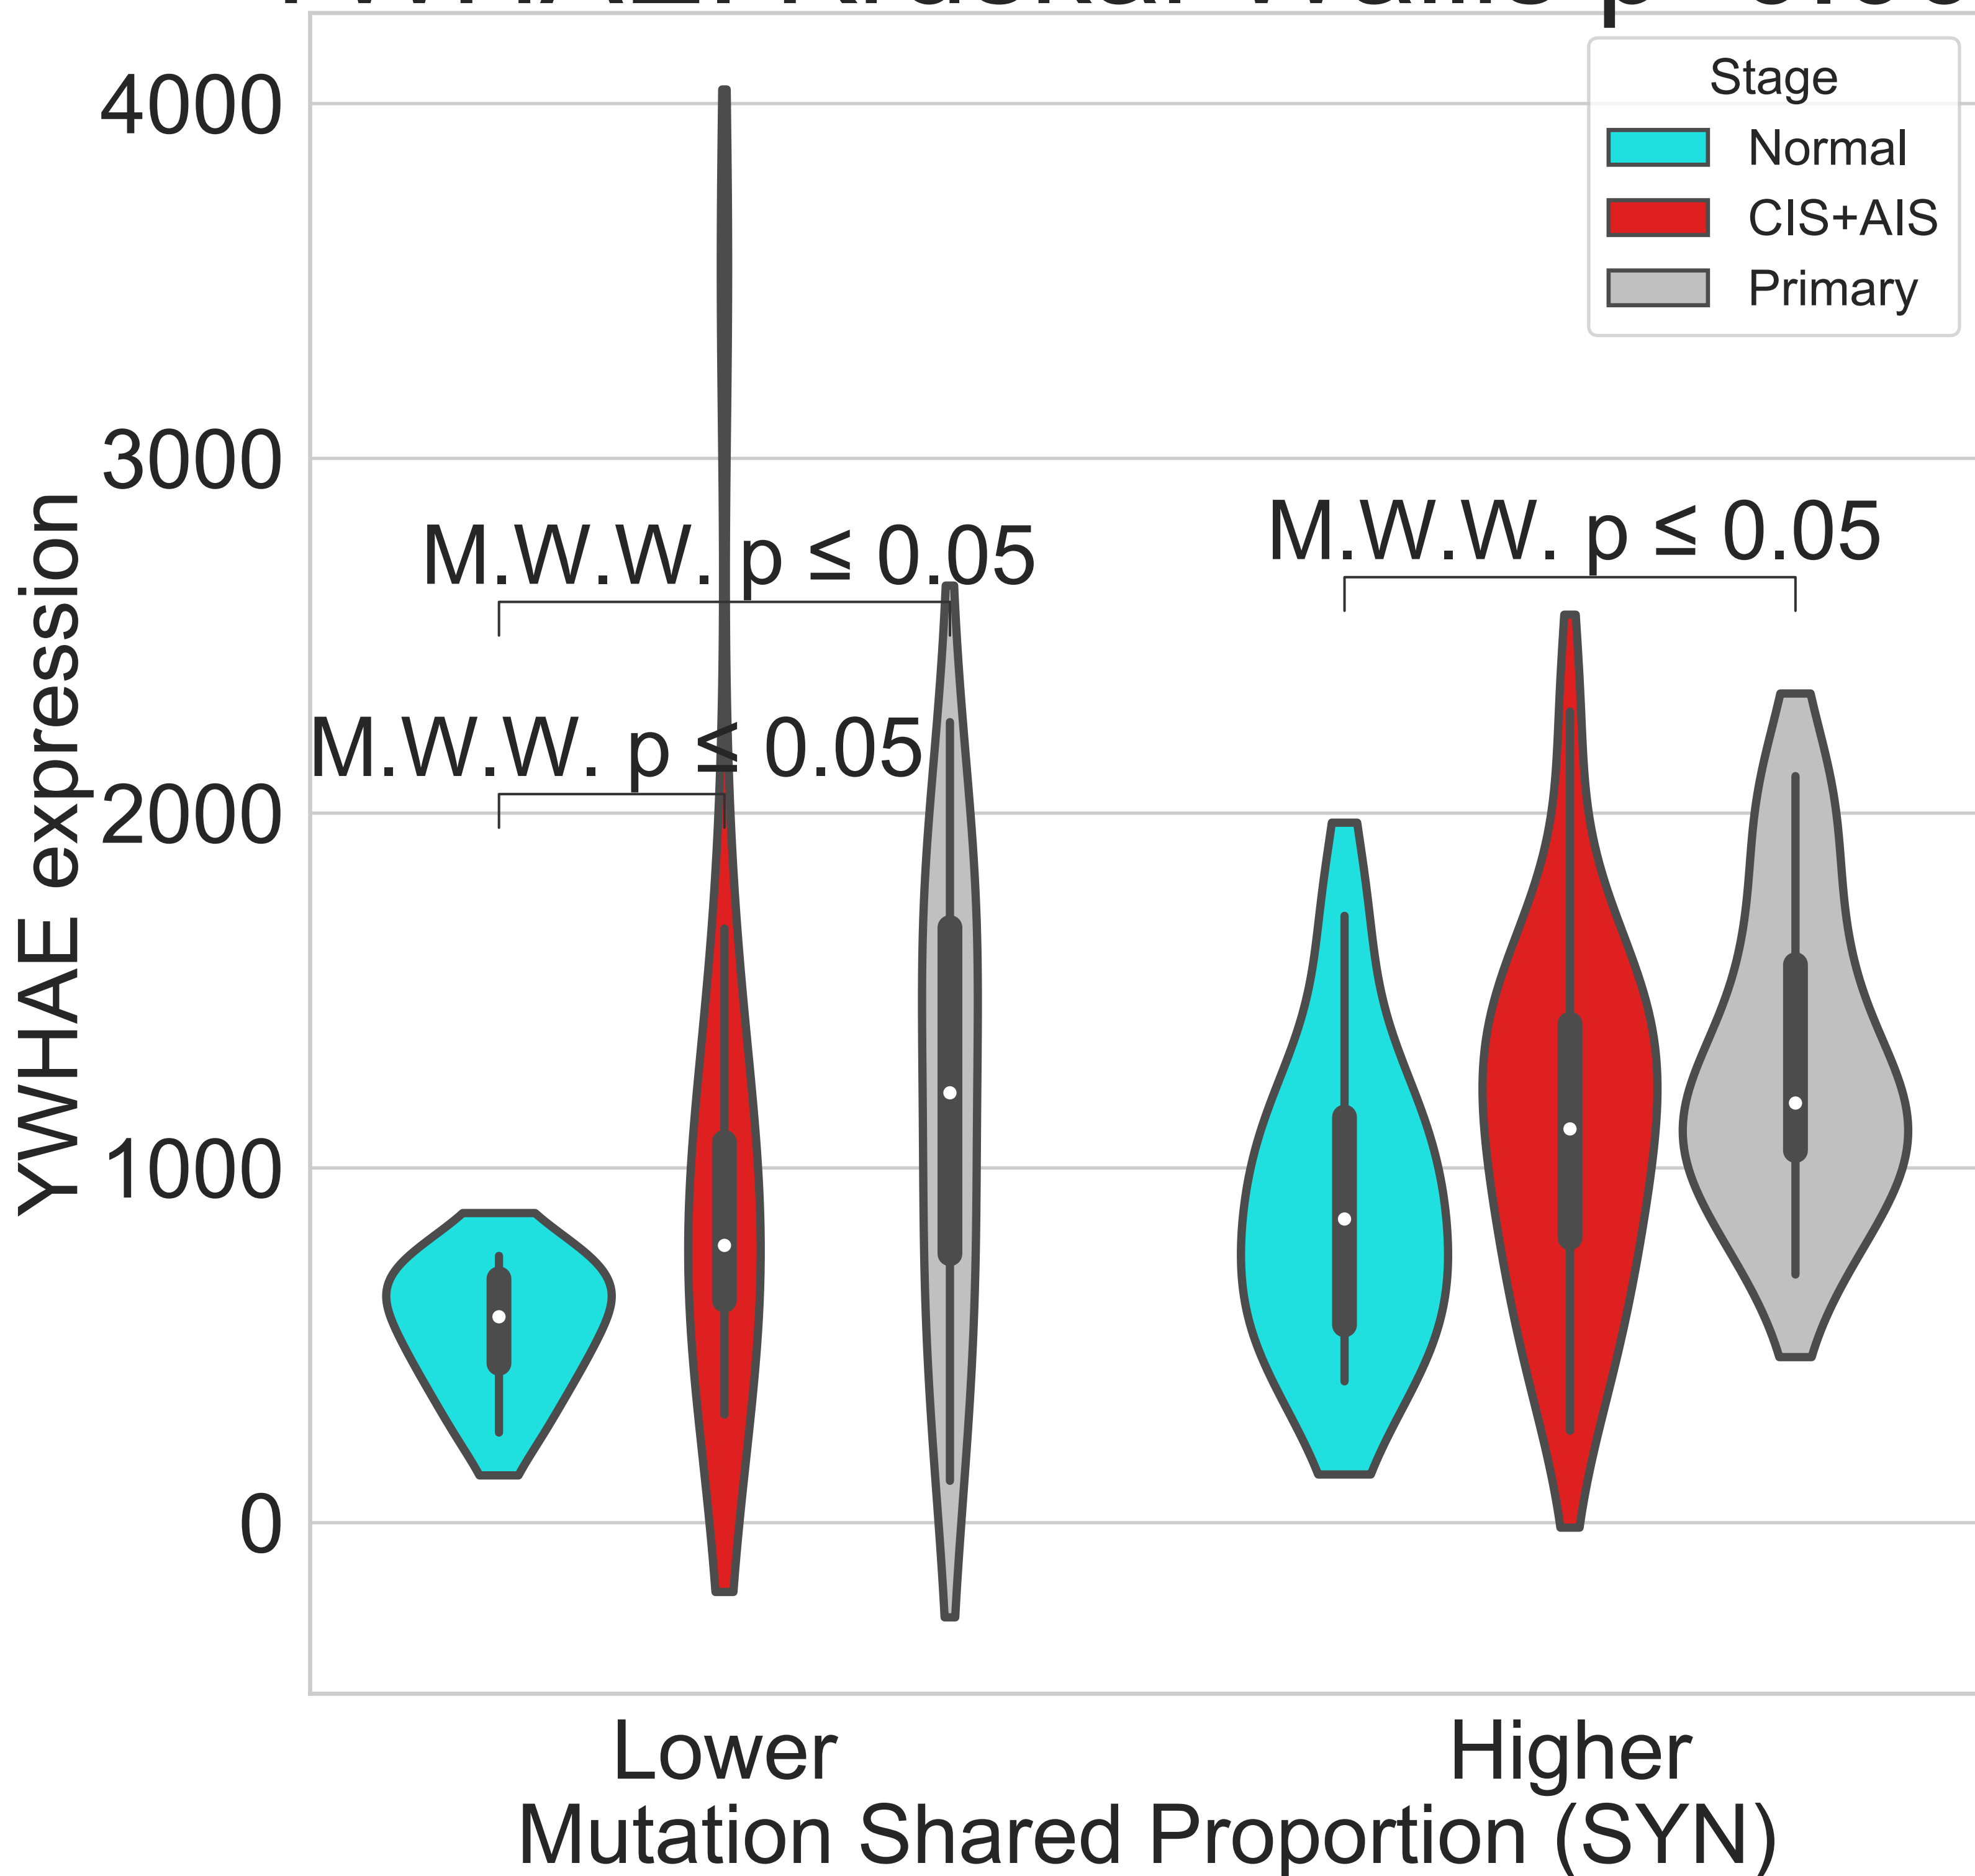 Stage
Normal
CIS+AIS
Primary
4000
3000
2000
1000
0
YWHAE expression
M.W.W. p ≤ 0.05
M.W.W. p ≤ 0.05
M.W.W. p ≤ 0.05
Lower
Higher
Mutation Shared Proportion (SYN)